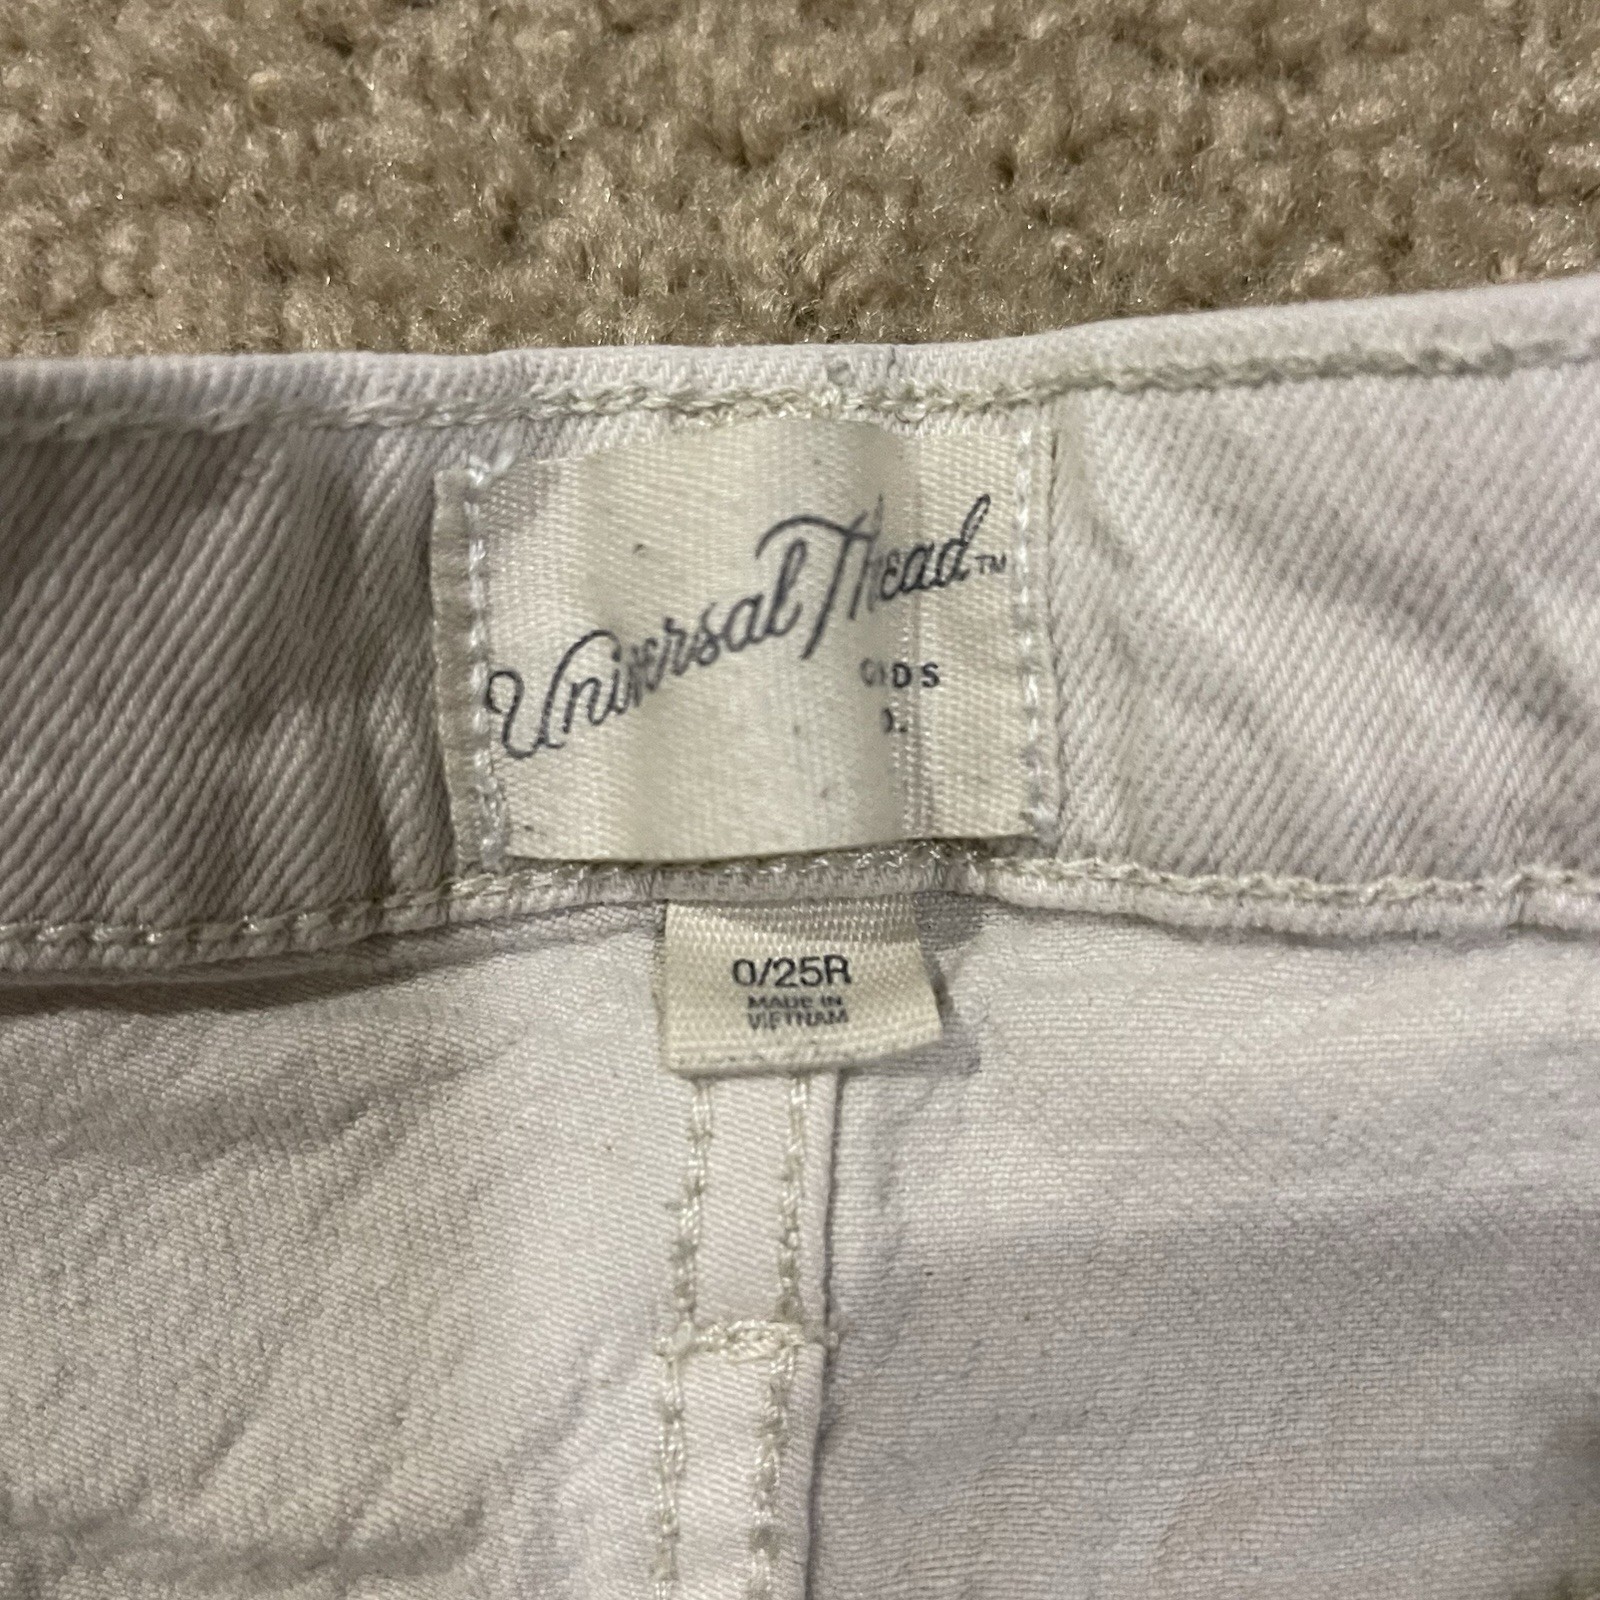 Universal Thread™
0/25R
MADE IN
VIETNAM